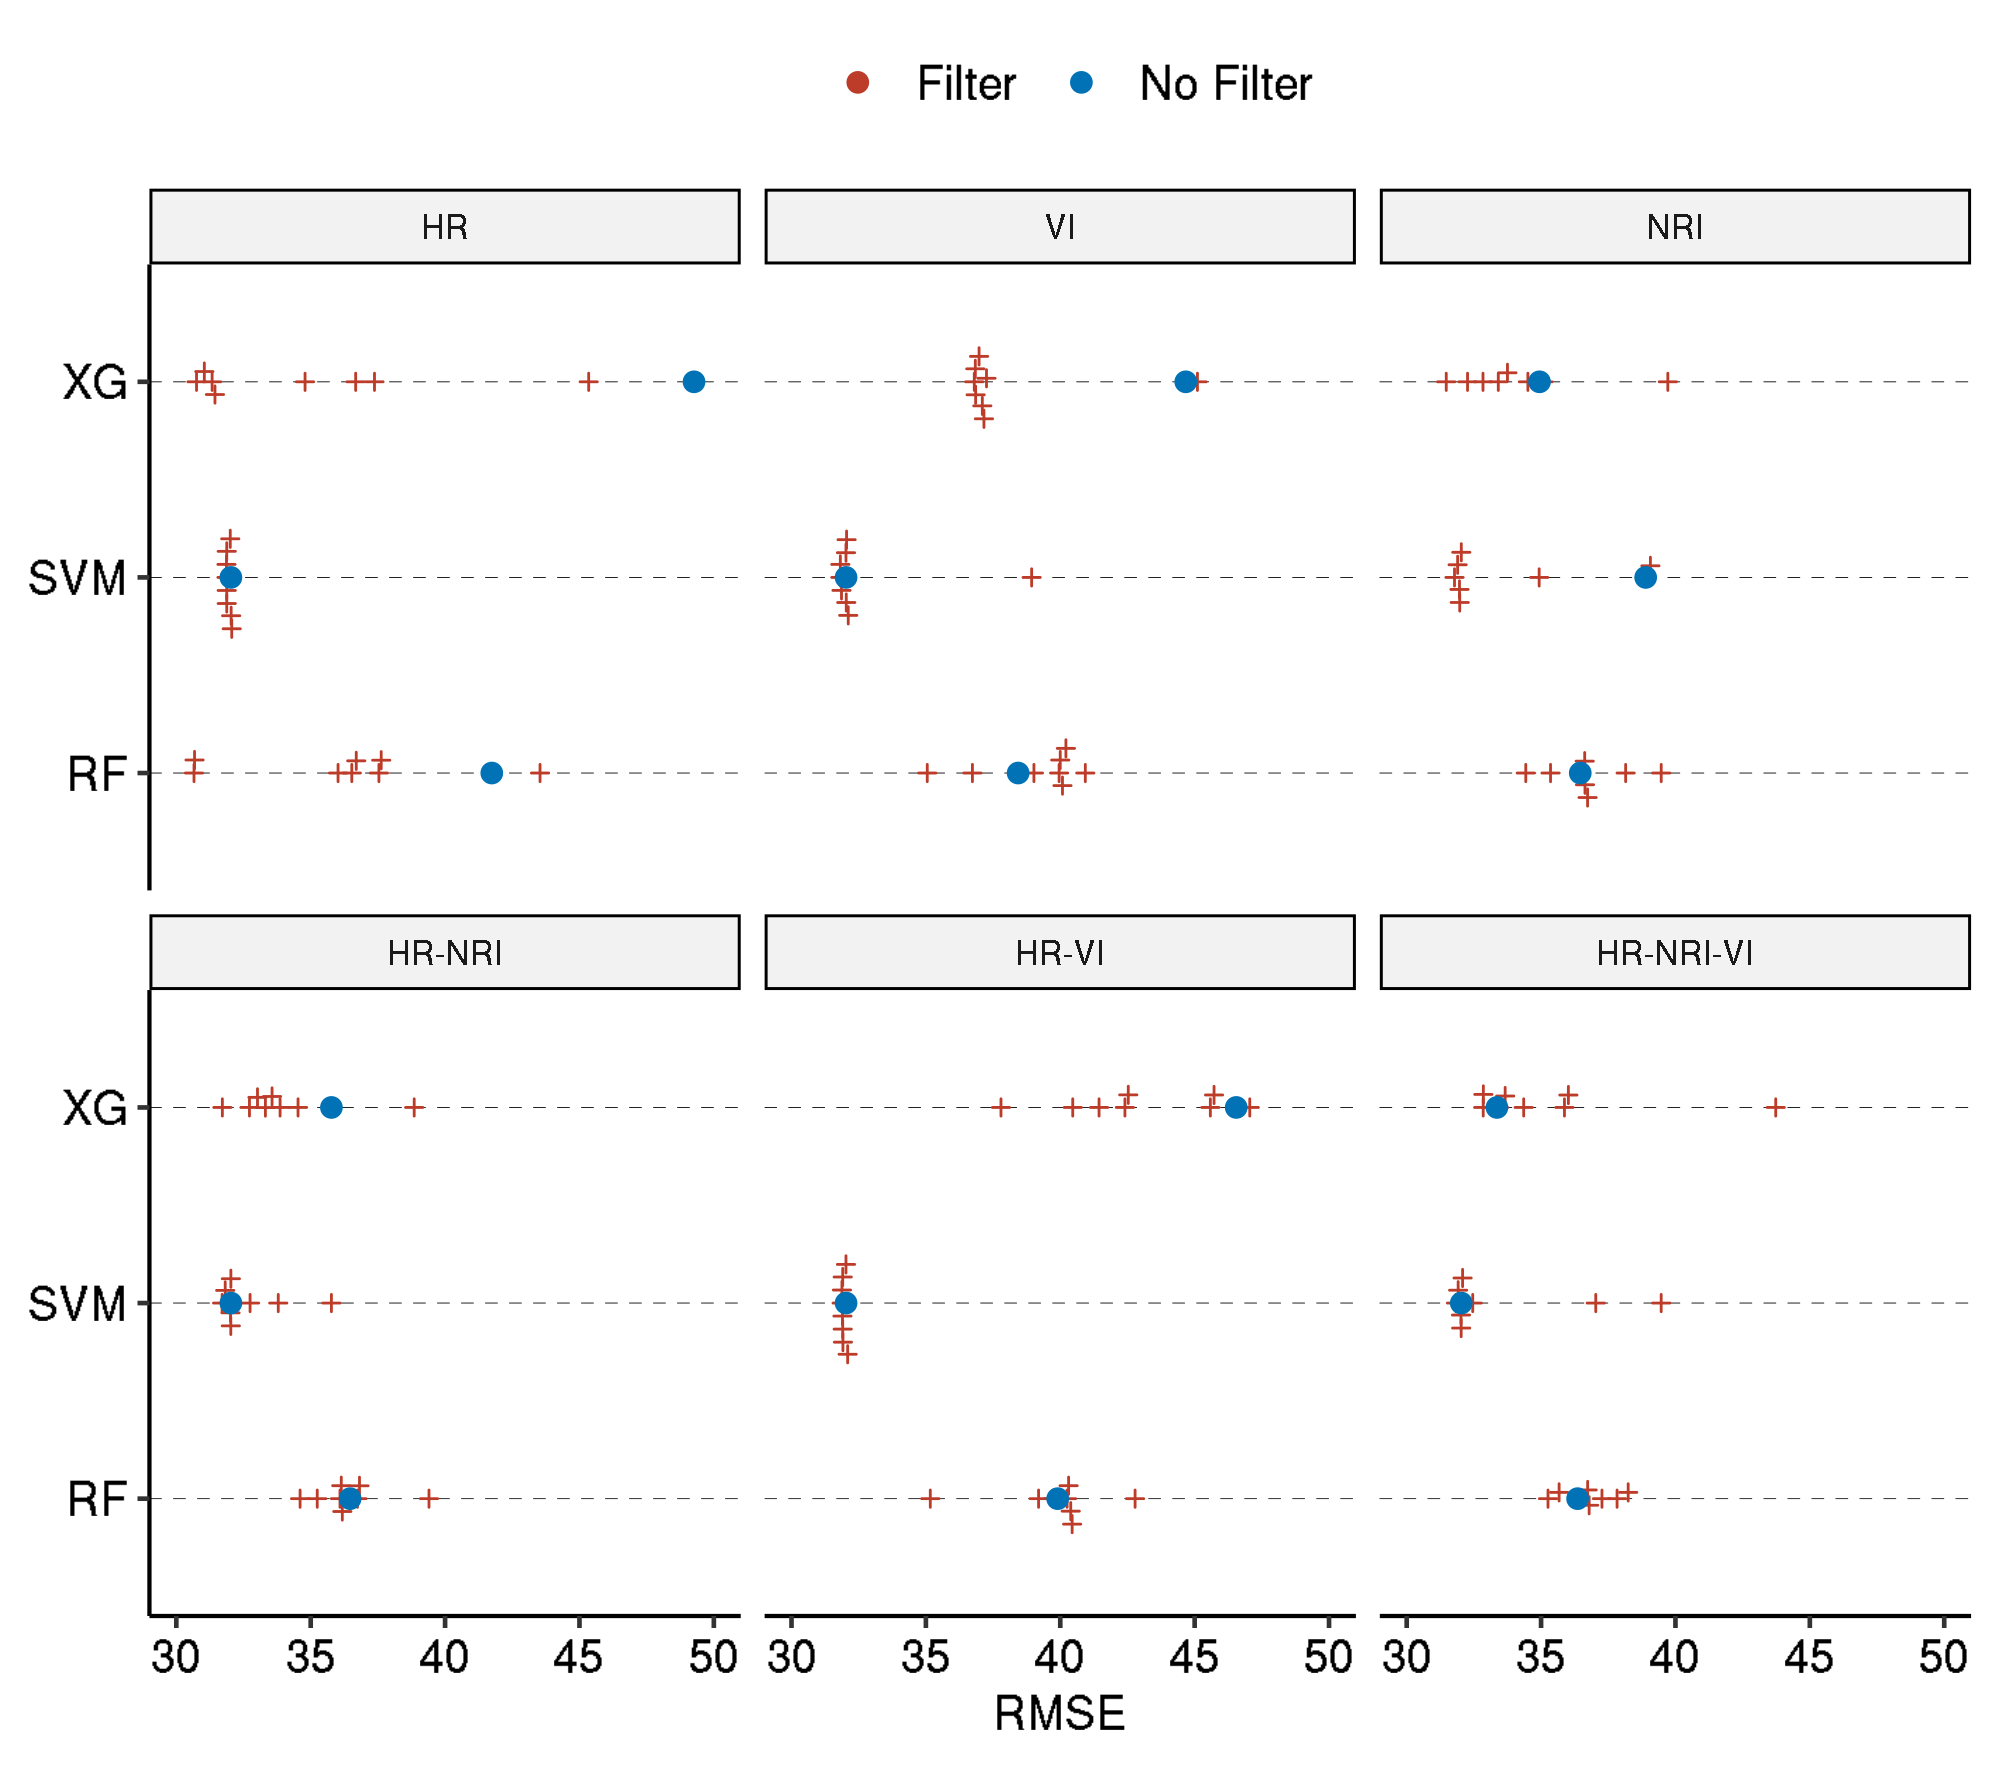 Filter No Filter
HR VI NRI
XG
SVM
RF
HR-NRI HR-VI HR-NRI-VI
XG
SVM
RF
30 35 40 45 50 30 35 40 45 50 30 35 40 45 50
RMSE